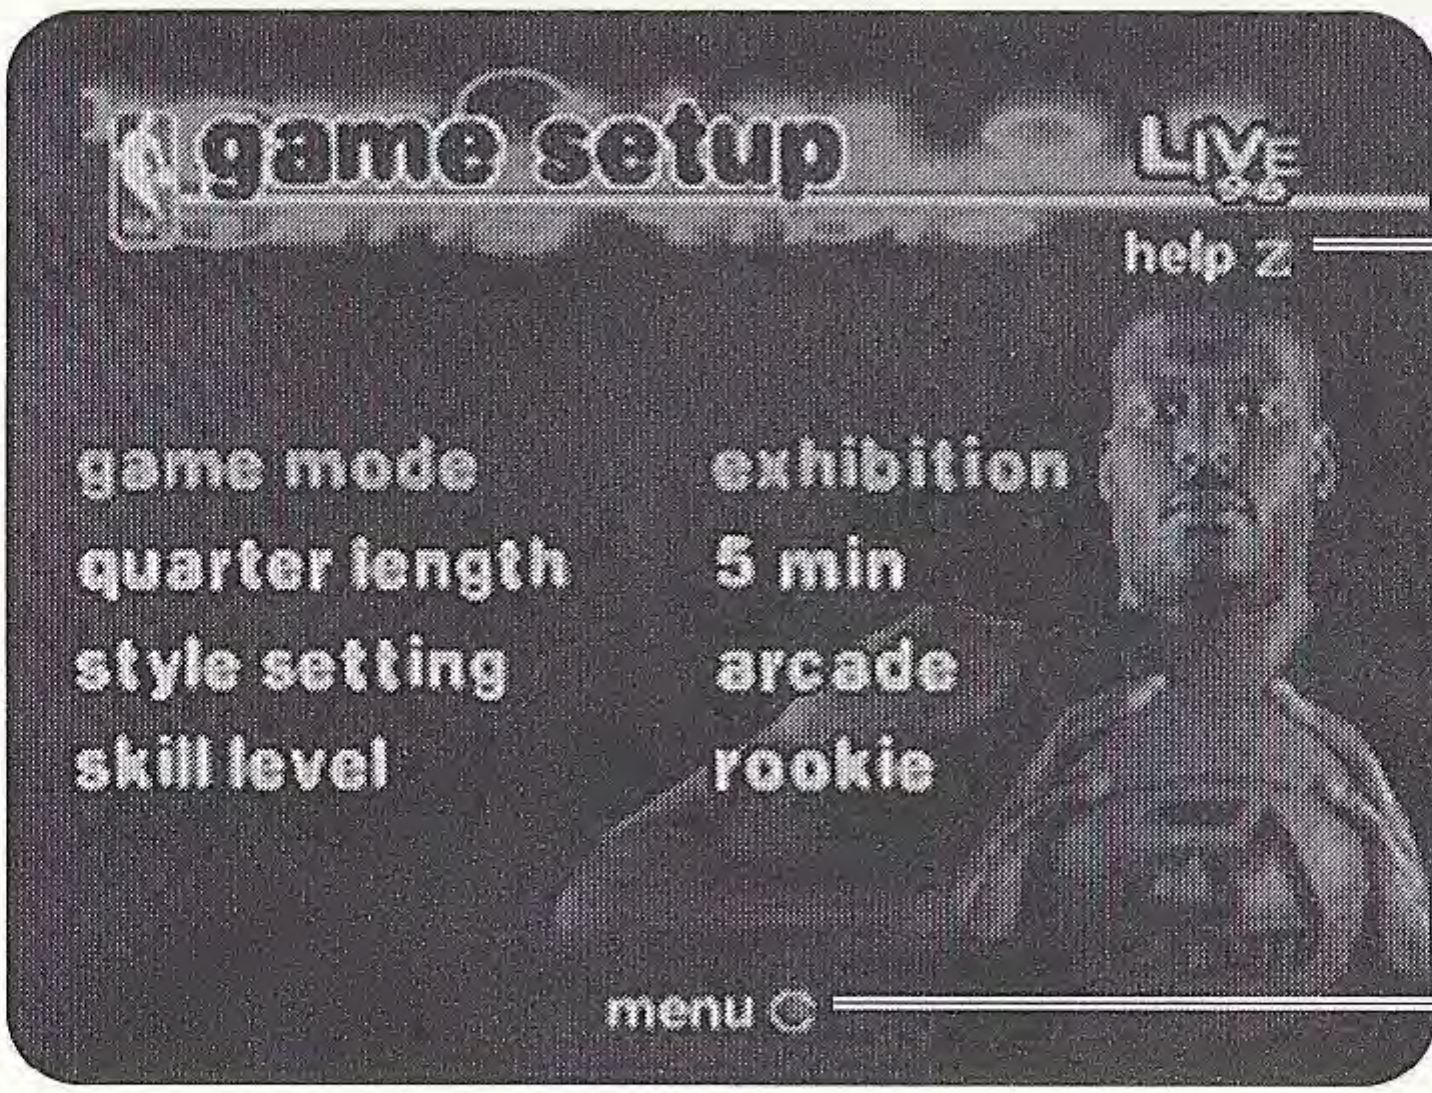 game setup
LIVE
help Z
game mode exhibition
quarter length 5 min
style setting arcade
skill level rookie
menu